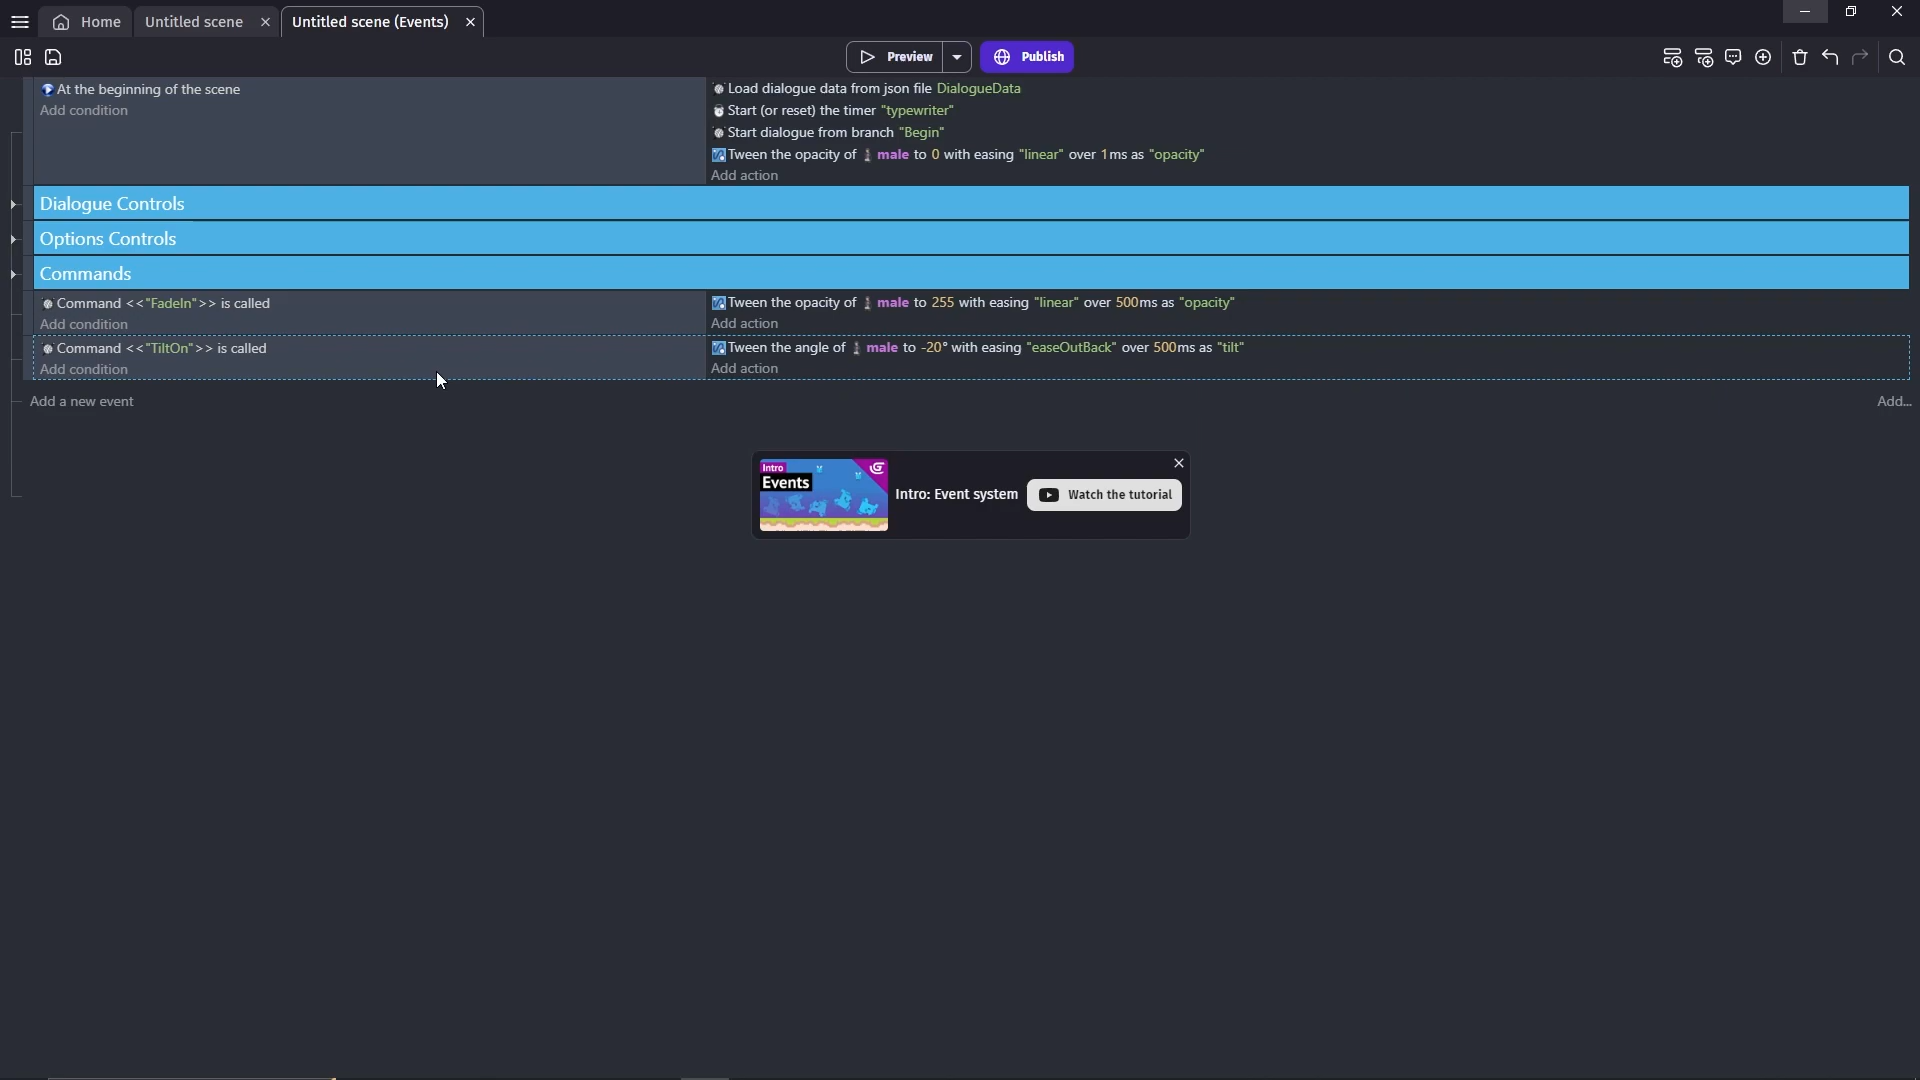 Home
Untitled scene
Untitled scene (Events)
Preview
Publish
At the beginning of the scene
Add condition
Load dialogue data from json file DialogueData
Start (or reset) the timer "typewriter"
Start dialogue from branch "Begin"
Tween the opacity of male to 0 with easing "linear" over 1ms as "opacity"
Add action
Dialogue Controls
Options Controls
Commands
Command <<"FadeIn">> is called
Add condition
Tween the opacity of male to 255 with easing "linear" over 500ms as "opacity"
Add action
Command <<"TiltOn">> is called
Add condition
Tween the angle of male to -20° with easing "easeOutBack" over 500ms as "tilt"
Add action
Add a new event
Add...
Intro
Events
Intro: Event system
Watch the tutorial